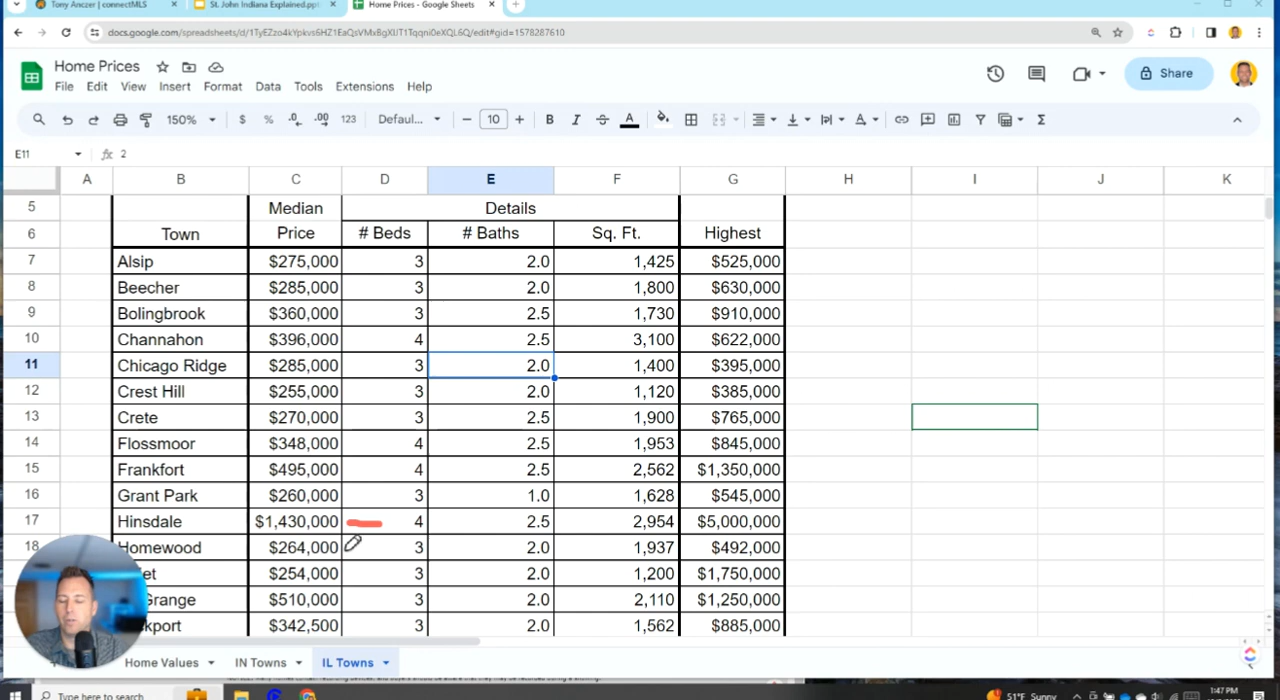 Tony Anczer | connectMLS
St. John Indiana Explained.ppt
Home Prices - Google Sheets
docs.google.com/spreadsheets/d/1TyEZzo4kYpkvs6HZ1EaQsVMxBgXI/T1Tqqni0eXQL6Q/edit#gid=1578287610
Home Prices
File Edit View Insert Format Data Tools Extensions Help
Share
150% $ % .0 .00 123 Defaul... 10 B I A
E11 fx 2
A B C D E F G H I J K
5 Median Details
6 Town Price # Beds # Baths Sq. Ft. Highest
7 Alsip $275,000 3 2.0 1,425 $525,000
8 Beecher $285,000 3 2.0 1,800 $630,000
9 Bolingbrook $360,000 3 2.5 1,730 $910,000
10 Channahon $396,000 4 2.5 3,100 $622,000
11 Chicago Ridge $285,000 3 2.0 1,400 $395,000
12 Crest Hill $255,000 3 2.0 1,120 $385,000
13 Crete $270,000 3 2.5 1,900 $765,000
14 Flossmoor $348,000 4 2.5 1,953 $845,000
15 Frankfort $495,000 4 2.5 2,562 $1,350,000
16 Grant Park $260,000 3 1.0 1,628 $545,000
17 Hinsdale $1,430,000 4 2.5 2,954 $5,000,000
18 Homewood $264,000 3 2.0 1,937 $492,000
et $254,000 3 2.0 1,200 $1,750,000
Grange $510,000 3 2.0 2,110 $1,250,000
kport $342,500 3 2.0 1,562 $885,000
Home Values IN Towns IL Towns
Type here to search
51°F Sunny
1:47 PM